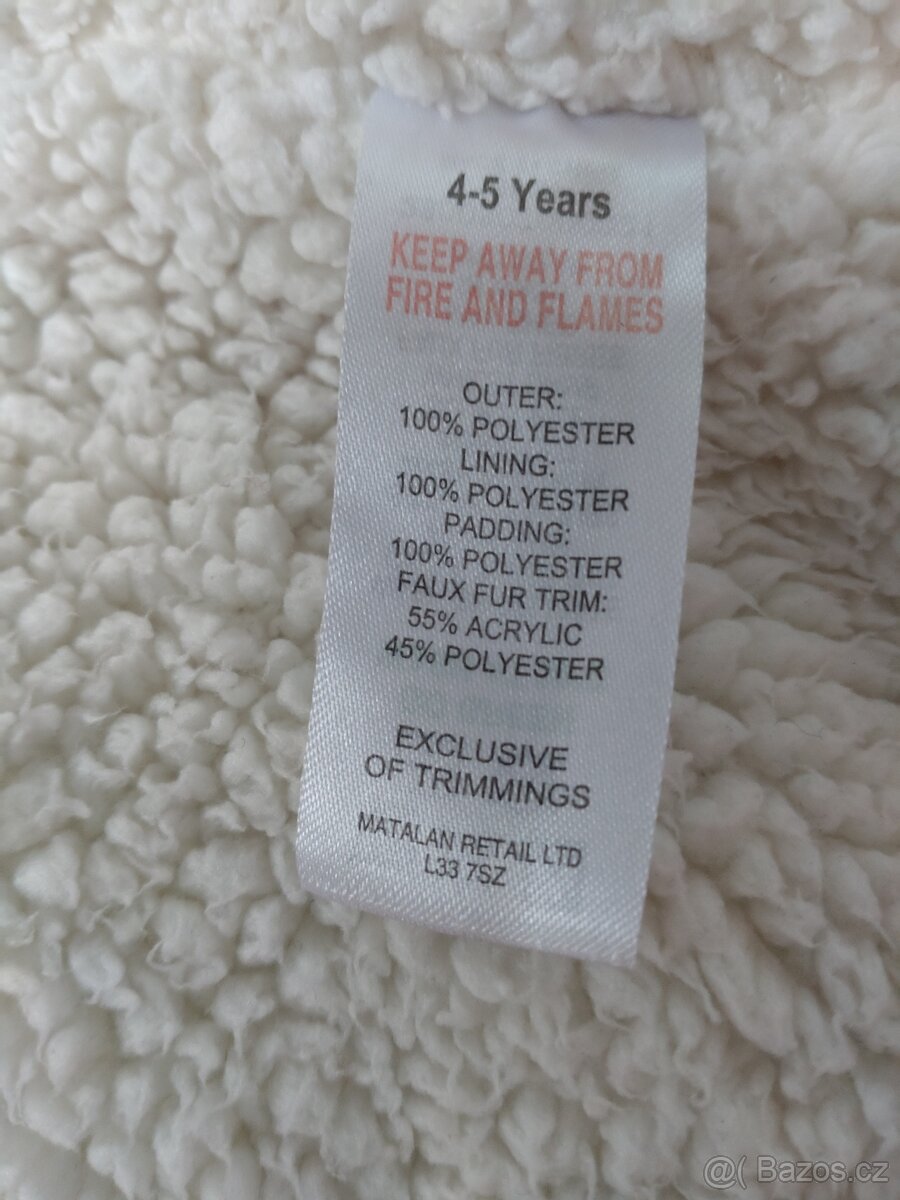 4-5 Years
KEEP AWAY FROM
FIRE AND FLAMES
OUTER:
100% POLYESTER
LINING:
100% POLYESTER
PADDING:
100% POLYESTER
FAUX FUR TRIM:
55% ACRYLIC
45% POLYESTER
EXCLUSIVE
OF TRIMMINGS
MATALAN RETAIL LTD
L33 7SZ
@( Bazos.cz